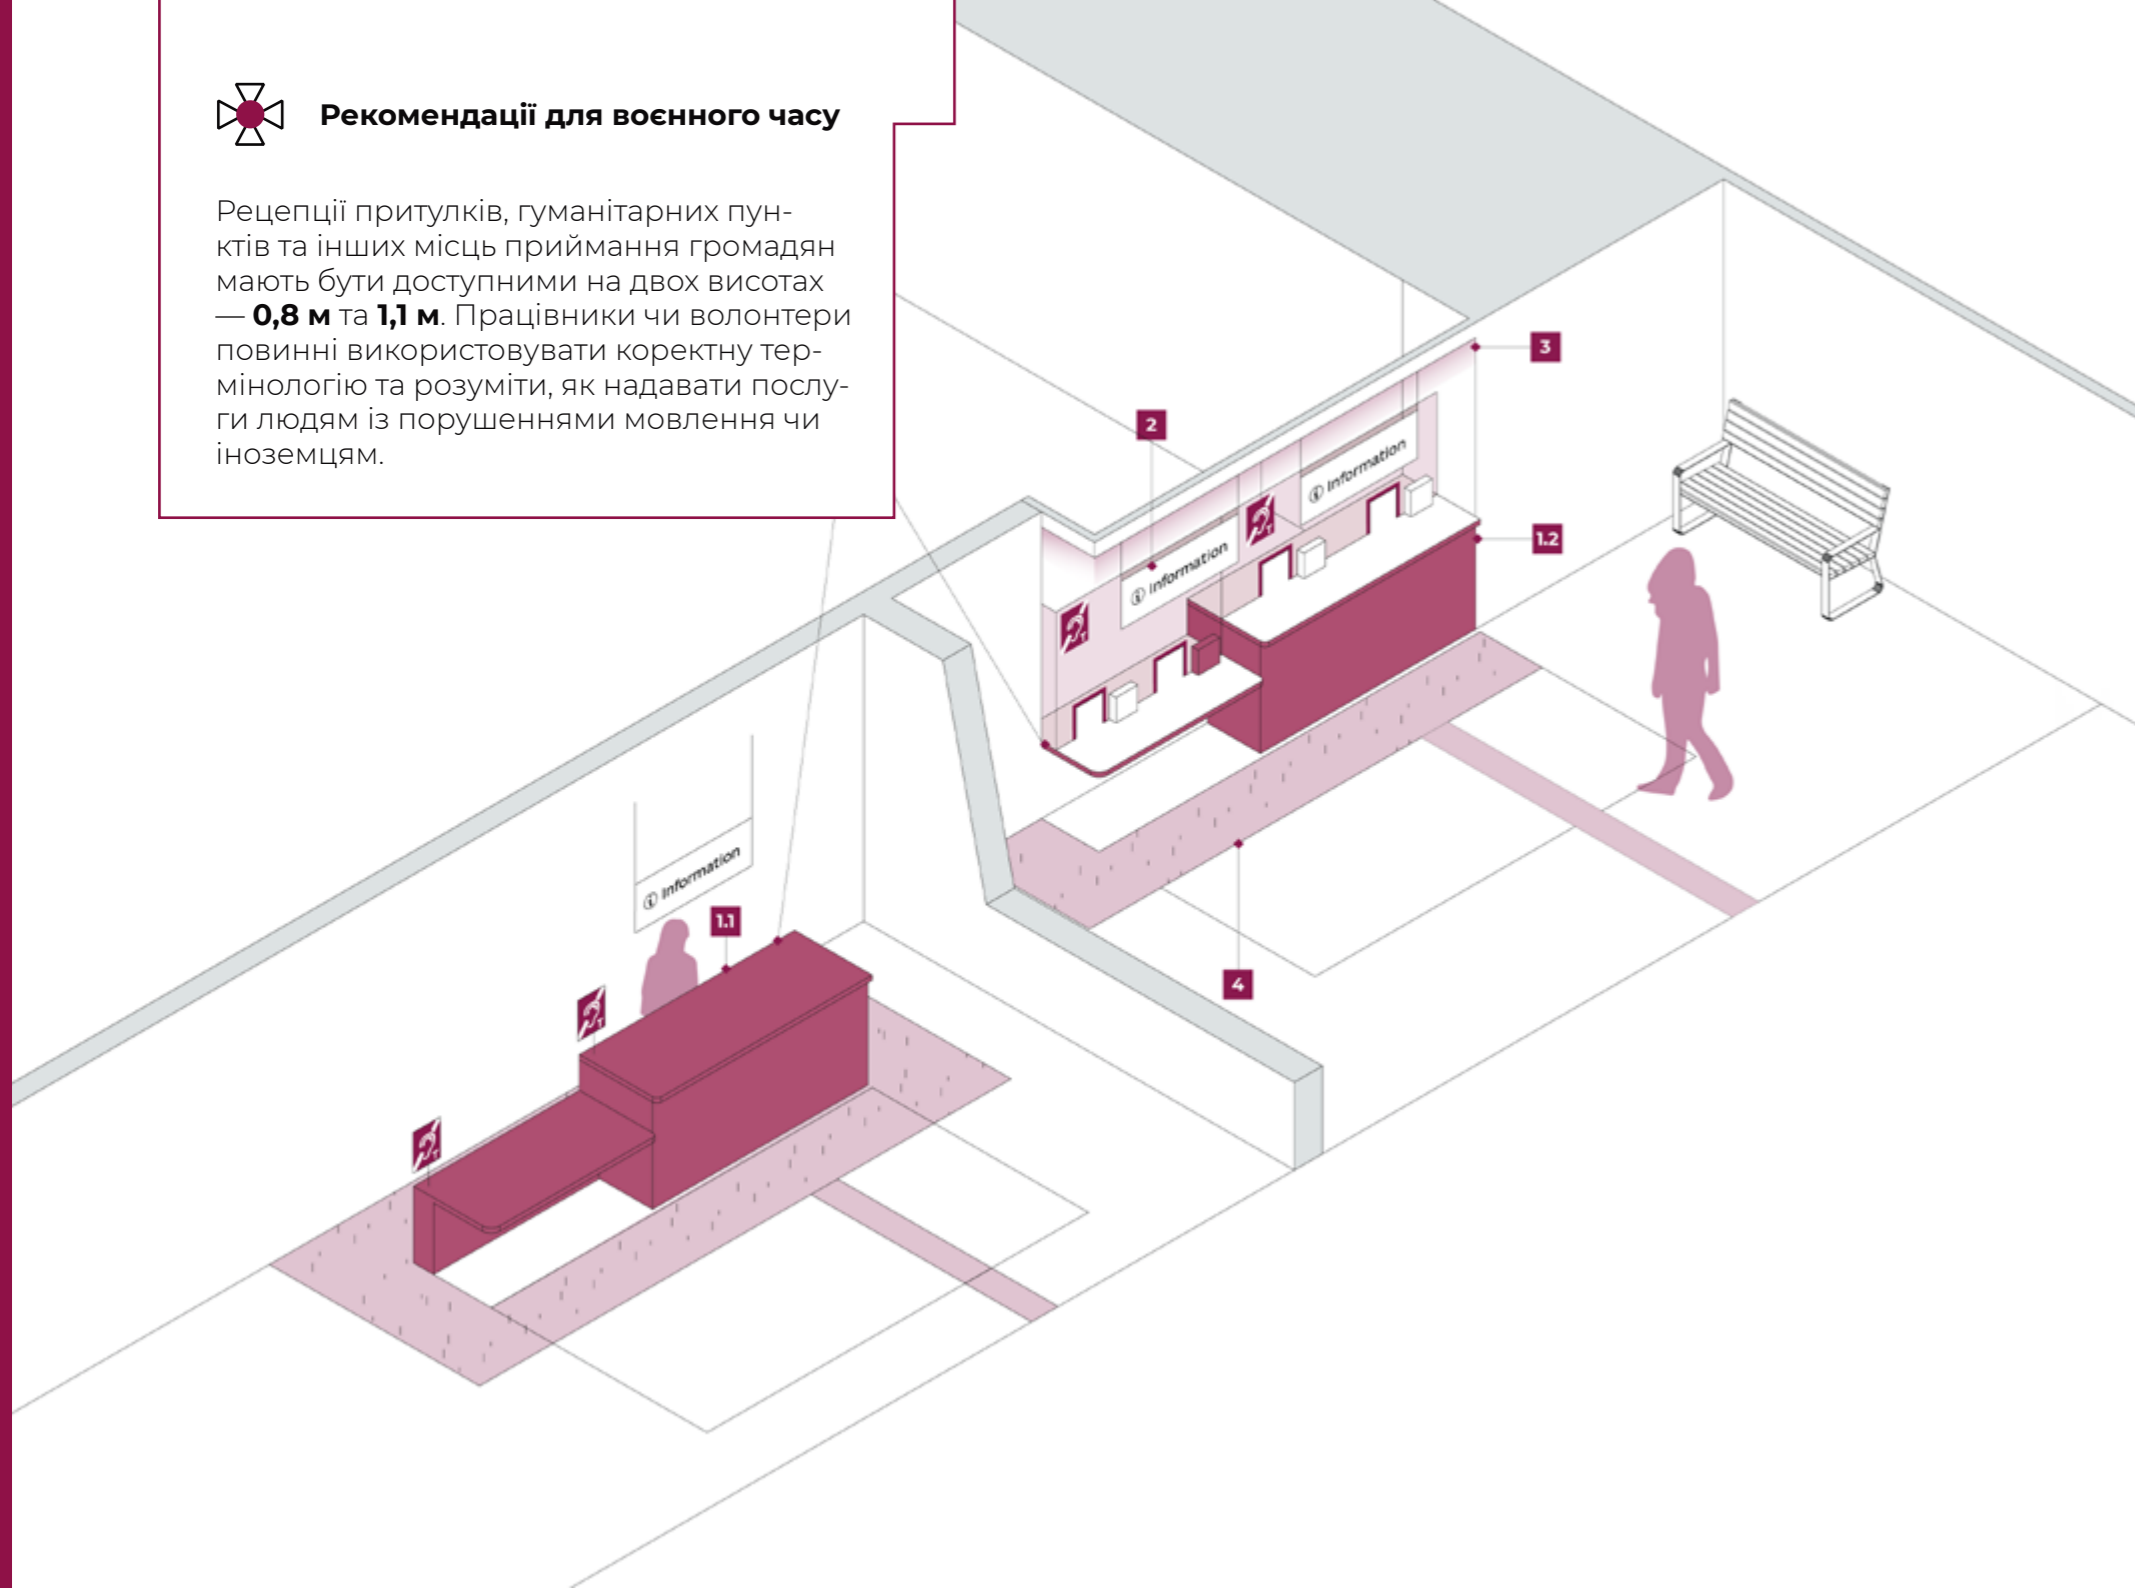 Рекомендації для воєнного часу
Рецепції притулків, гуманітарних пун-
ктів та інших місць приймання громадян
мають бути доступними на двох висотах
— 0,8 м та 1,1 м. Працівники чи волонтери
повинні використовувати коректну тер-
мінологію та розуміти, як надавати послу-
ги людям із порушеннями мовлення чи
іноземцям.
3
2
i Information
1.2
T
i Information
T
i Information
1.1
4
T
T